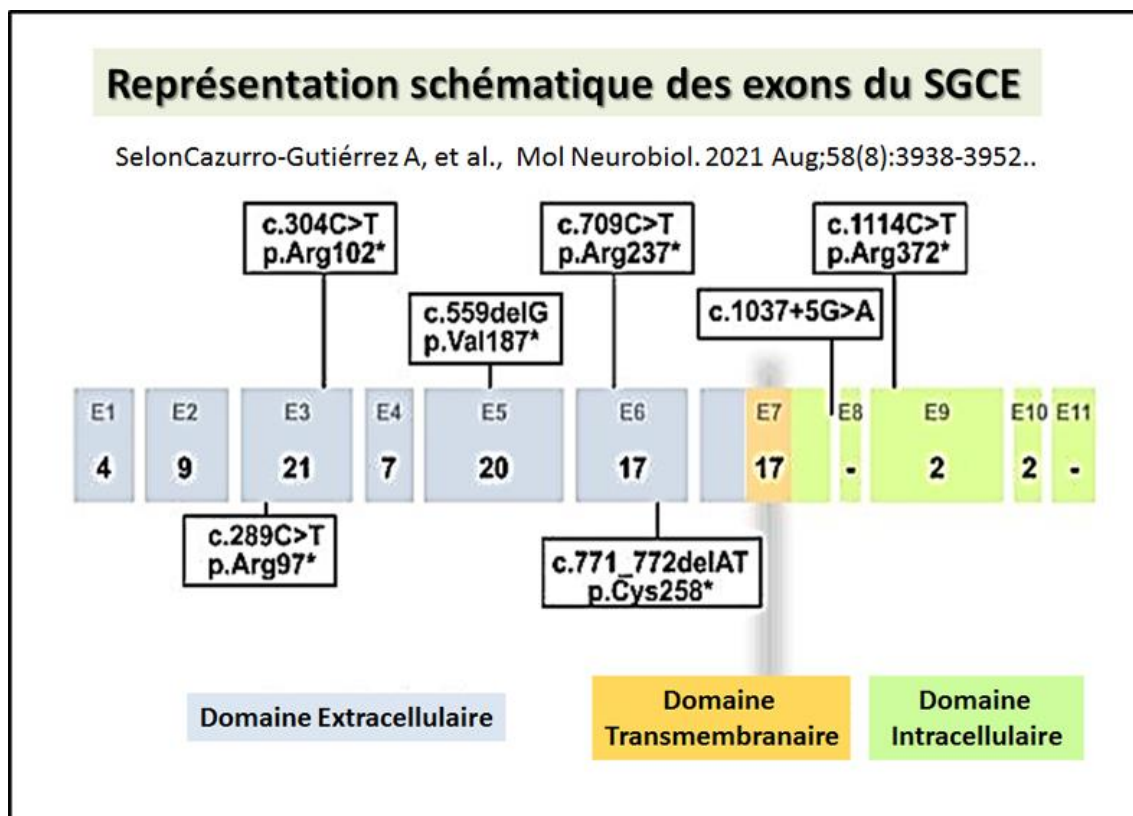 Représentation schématique des exons du SGCE
SelonCazurro-Gutiérrez A, et al., Mol Neurobiol. 2021 Aug;58(8):3938-3952..
c.304C>T
p.Arg102*
c.709C>T
p.Arg237*
c.1114C>T
p.Arg372*
c.559delG
p.Val187*
c.1037+5G>A
E1 E2 E3 E4 E5 E6 E7 E8 E9 E10 E11
4 9 21 7 20 17 17 - 2 2 -
c.289C>T
p.Arg97*
c.771_772delAT
p.Cys258*
Domaine Extracellulaire
Domaine
Transmembranaire
Domaine
Intracellulaire